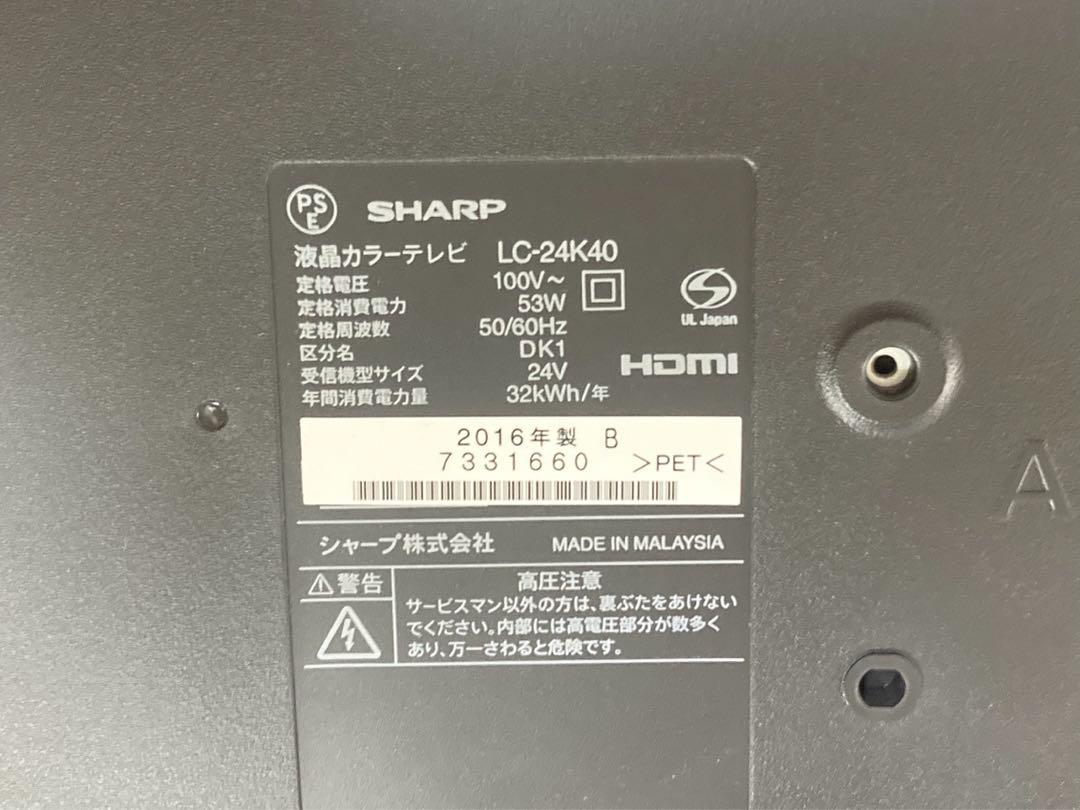 PSE
SHARP
液晶カラーテレビ LC-24K40
定格電圧 100V～
定格消費電力 53W
定格周波数 50/60Hz
区分名 DK1
受信機型サイズ 24V
年間消費電力量 32kWh/年
UL Japan
HDMI
2016年製 B
7331660 >PET<
シャープ株式会社 MADE IN MALAYSIA
⚠警告
高圧注意
サービスマン以外の方は、裏ぶたをあけない
でください。内部には高電圧部分が数多く
あり、万一さわると危険です。
A